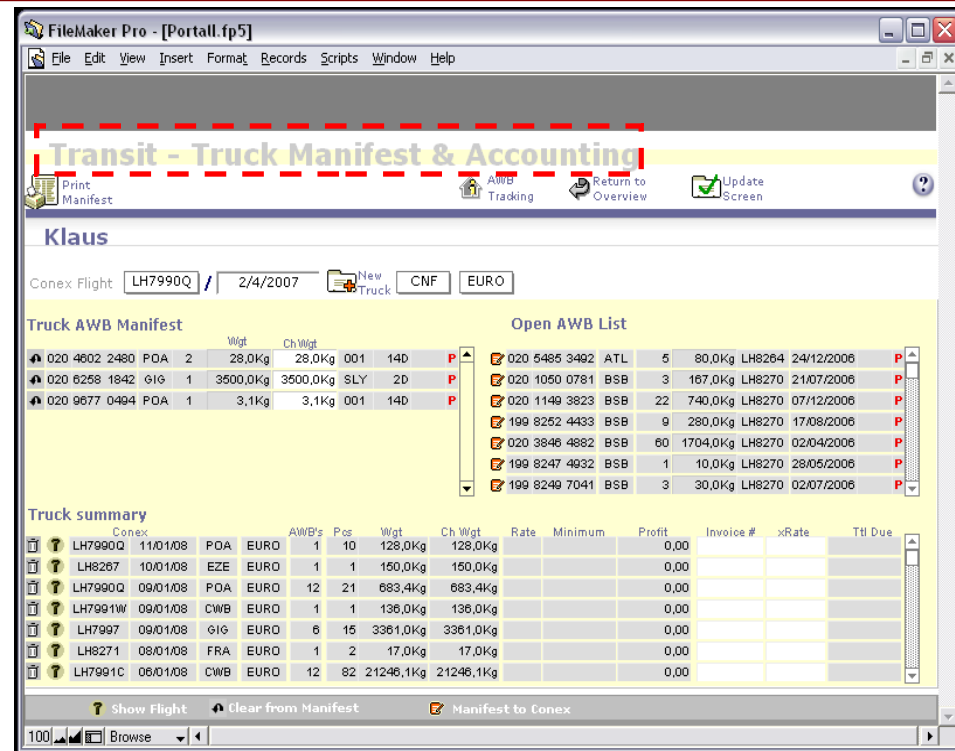 FileMaker Pro - [Portall.fp5]
File Edit View Insert Format Records Scripts Window Help
Transit - Truck Manifest & Accounting
Print Manifest AWB Tracking Return to Overview Update Screen ?
Klaus
Conex Flight LH7990Q / 2/4/2007 New Truck CNF EURO
Truck AWB Manifest
Wgt Ch Wgt
020 4602 2480 POA 2 28,0Kg 28,0Kg 001 14D P
020 6258 1842 GIG 1 3500,0Kg 3500,0Kg SLY 2D P
020 9677 0494 POA 1 3,1Kg 3,1Kg 001 14D P
Open AWB List
020 5485 3492 ATL 5 80,0Kg LH8264 24/12/2006 P
020 1050 0781 BSB 3 167,0Kg LH8270 21/07/2006 P
020 1149 3823 BSB 22 740,0Kg LH8270 07/12/2006 P
199 8252 4433 BSB 9 280,0Kg LH8270 17/08/2006 P
020 3846 4882 BSB 60 1704,0Kg LH8270 02/04/2006 P
199 8247 4932 BSB 1 10,0Kg LH8270 28/05/2006 P
199 8249 7041 BSB 3 30,0Kg LH8270 02/07/2006 P
Truck summary
Conex AWB's Pcs Wgt Ch Wgt Rate Minimum Profit Invoice # xRate Ttl Due
? LH7990Q 11/01/08 POA EURO 1 10 128,0Kg 128,0Kg 0,00
? LH8267 10/01/08 EZE EURO 1 1 150,0Kg 150,0Kg 0,00
? LH7990Q 09/01/08 POA EURO 12 21 683,4Kg 683,4Kg 0,00
? LH7991W 09/01/08 CWB EURO 1 1 136,0Kg 136,0Kg 0,00
? LH7997 09/01/08 GIG EURO 6 15 3361,0Kg 3361,0Kg 0,00
? LH8271 08/01/08 FRA EURO 1 2 17,0Kg 17,0Kg 0,00
? LH7991C 06/01/08 CWB EURO 12 82 21246,1Kg 21246,1Kg 0,00
? Show Flight Clear from Manifest Manifest to Conex
100 Browse